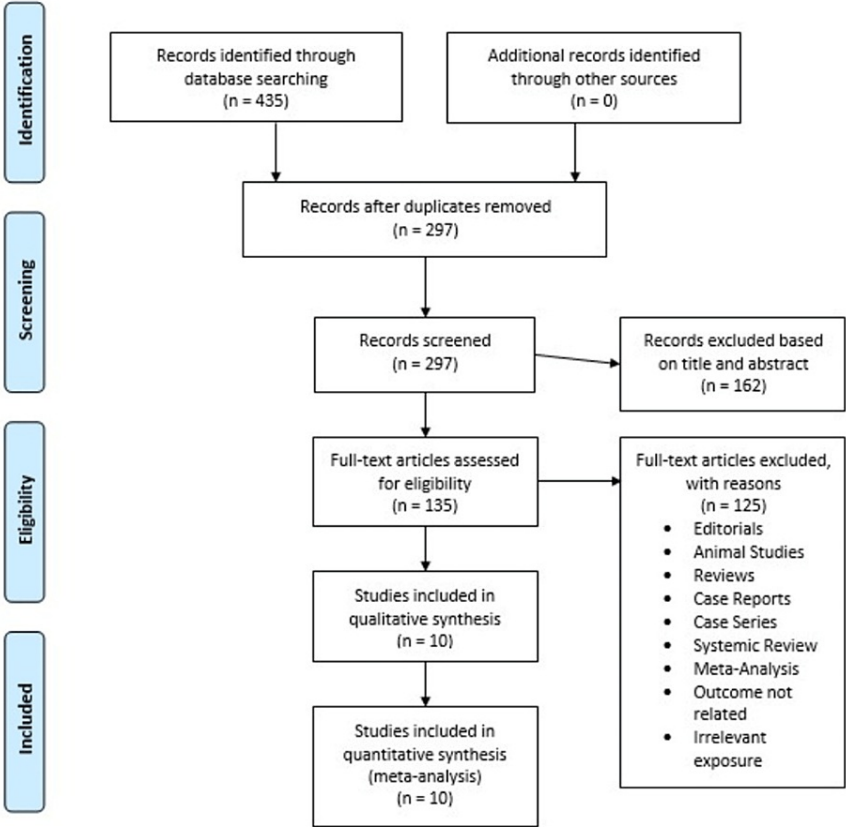 Identification
Records identified through
database searching
(n = 435)
Additional records identified
through other sources
(n = 0)
Records after duplicates removed
(n = 297)
Screening
Records screened
(n = 297)
Records excluded based
on title and abstract
(n = 162)
Eligibility
Full-text articles assessed
for eligibility
(n = 135)
Full-text articles excluded,
with reasons
(n = 125)
• Editorials
• Animal Studies
• Reviews
• Case Reports
• Case Series
• Systemic Review
• Meta-Analysis
• Outcome not
related
• Irrelevant
exposure
Studies included in
qualitative synthesis
(n = 10)
Included
Studies included in
quantitative synthesis
(meta-analysis)
(n = 10)